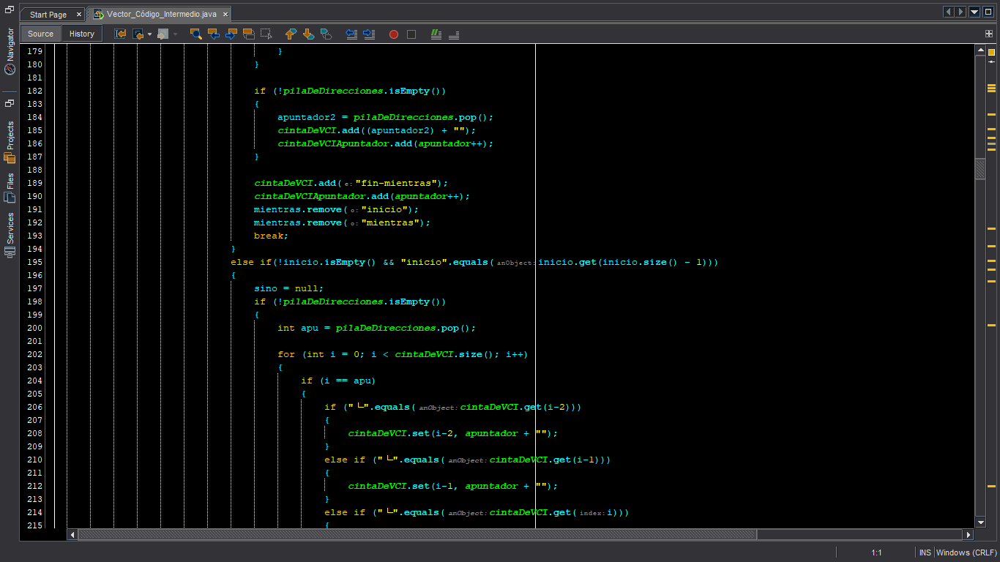 Start Page
Vector_Código_Intermedio.java
Source
History
Navigator
Projects
Files
Services
179 }
180 }
181
182 if (!pilaDeDirecciones.isEmpty())
183 {
184 apuntador2 = pilaDeDirecciones.pop();
185 cintaDeVCI.add((apuntador2) + "");
186 cintaDeVCIApuntador.add(apuntador++);
187 }
188
189 cintaDeVCI.add( e: "fin-mientras");
190 cintaDeVCIApuntador.add(apuntador++);
191 mientras.remove( o: "inicio");
192 mientras.remove( o: "mientras");
193 break;
194 }
195 else if(!inicio.isEmpty() && "inicio".equals( anObject: inicio.get(inicio.size() - 1)))
196 {
197 sino = null;
198 if (!pilaDeDirecciones.isEmpty())
199 {
200 int apu = pilaDeDirecciones.pop();
201
202 for (int i = 0; i < cintaDeVCI.size(); i++)
203 {
204 if (i == apu)
205 {
206 if ("└".equals( anObject: cintaDeVCI.get(i-2)))
207 {
208 cintaDeVCI.set(i-2, apuntador + "");
209 }
210 else if ("└".equals( anObject: cintaDeVCI.get(i-1)))
211 {
212 cintaDeVCI.set(i-1, apuntador + "");
213 }
214 else if ("└".equals( anObject: cintaDeVCI.get( index: i)))
215 {
1:1
INS
Windows (CRLF)